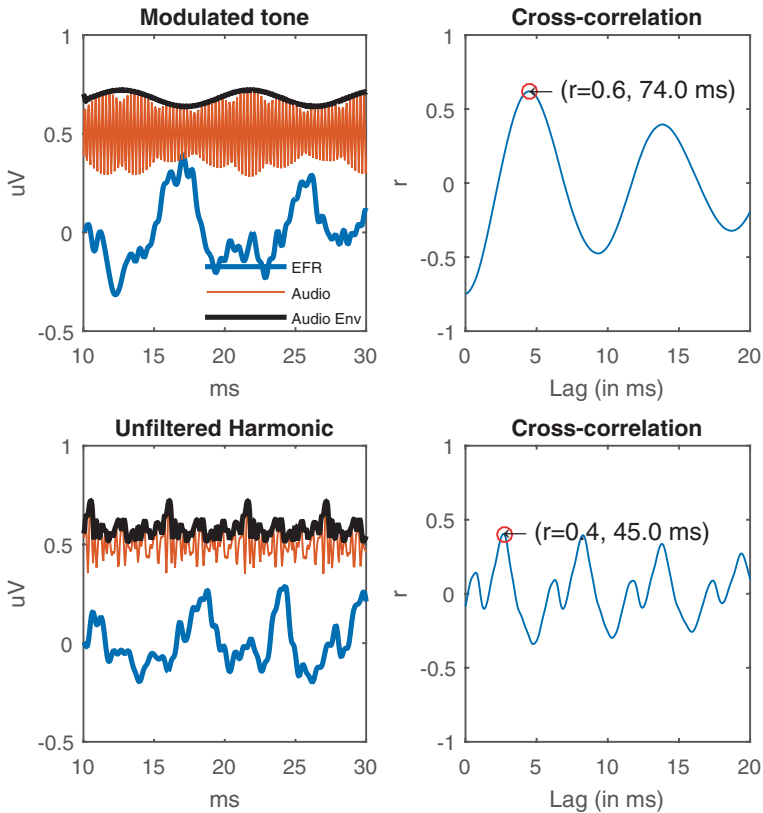 Modulated tone
1
0.5
0
-0.5
uV
EFR
Audio
Audio Env
10 15 20 25 30
ms
Cross-correlation
1
0.5
0
-0.5
-1
r
(r=0.6, 74.0 ms)
0 5 10 15 20
Lag (in ms)
Unfiltered Harmonic
1
0.5
0
-0.5
uV
10 15 20 25 30
ms
Cross-correlation
1
0.5
0
-0.5
-1
r
(r=0.4, 45.0 ms)
0 5 10 15 20
Lag (in ms)